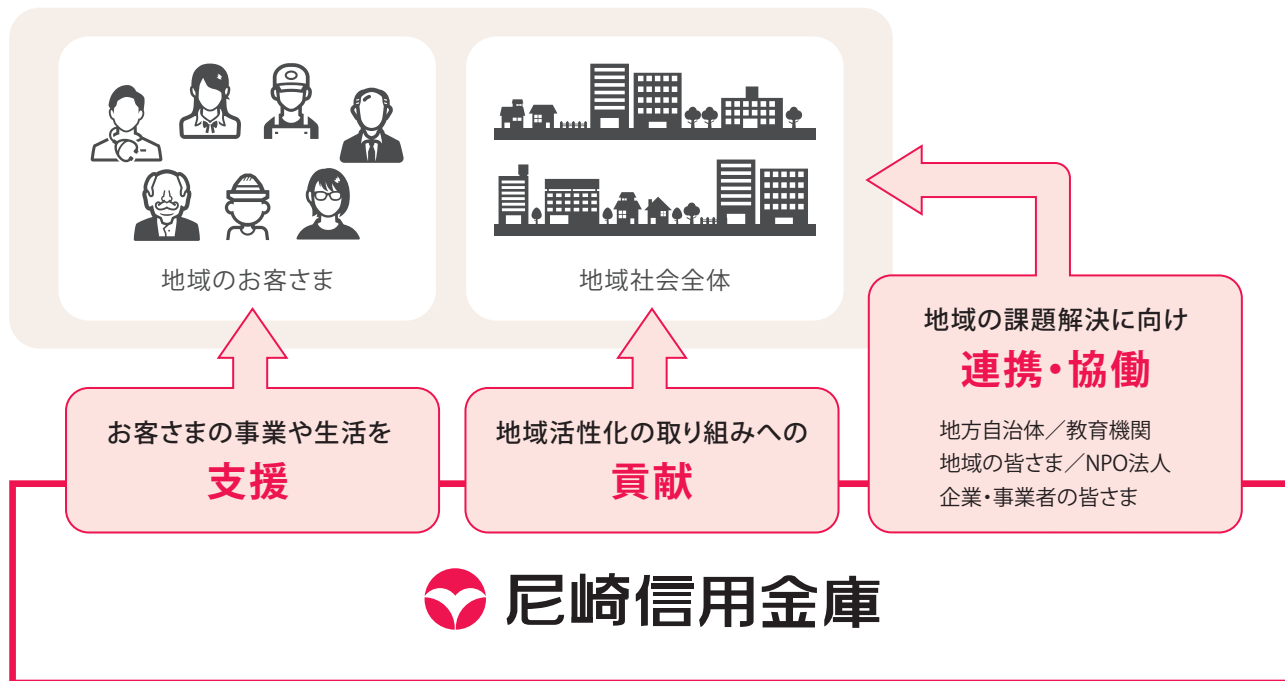 地域のお客さま
地域社会全体
お客さまの事業や生活を
支援
地域活性化の取り組みへの
貢献
地域の課題解決に向け
連携・協働
地方自治体／教育機関
地域の皆さま／NPO法人
企業・事業者の皆さま
尼崎信用金庫